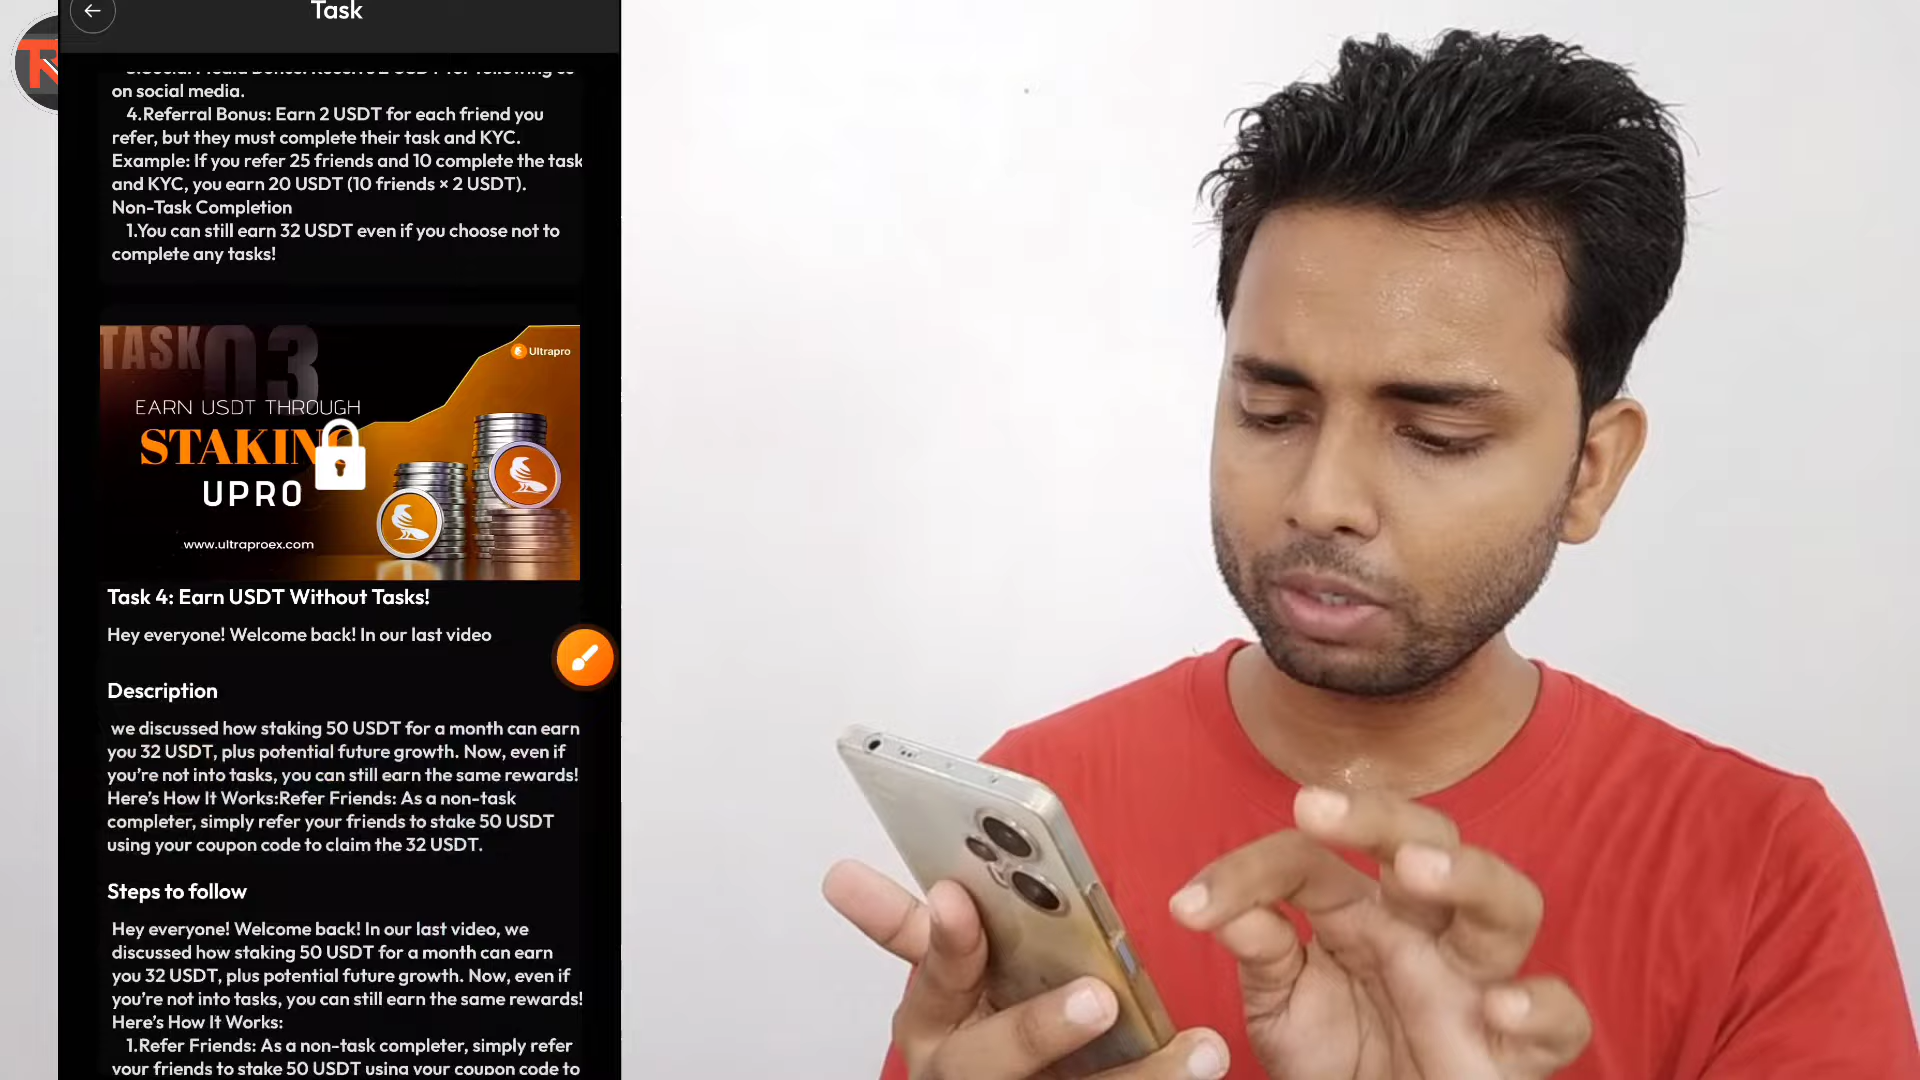 Task
on social media.
4.Referral Bonus: Earn 2 USDT for each friend you
refer, but they must complete their task and KYC.
Example: If you refer 25 friends and 10 complete the task
and KYC, you earn 20 USDT (10 friends × 2 USDT).
Non-Task Completion
1.You can still earn 32 USDT even if you choose not to
complete any tasks!
TASK 03
Ultrapro
EARN USDT THROUGH
STAKING
UPRO
www.ultraproex.com
Task 4: Earn USDT Without Tasks!
Hey everyone! Welcome back! In our last video
Description
we discussed how staking 50 USDT for a month can earn
you 32 USDT, plus potential future growth. Now, even if
you're not into tasks, you can still earn the same rewards!
Here's How It Works:Refer Friends: As a non-task
completer, simply refer your friends to stake 50 USDT
using your coupon code to claim the 32 USDT.
Steps to follow
Hey everyone! Welcome back! In our last video, we
discussed how staking 50 USDT for a month can earn
you 32 USDT, plus potential future growth. Now, even if
you're not into tasks, you can still earn the same rewards!
Here's How It Works:
1.Refer Friends: As a non-task completer, simply refer
your friends to stake 50 USDT using your coupon code to